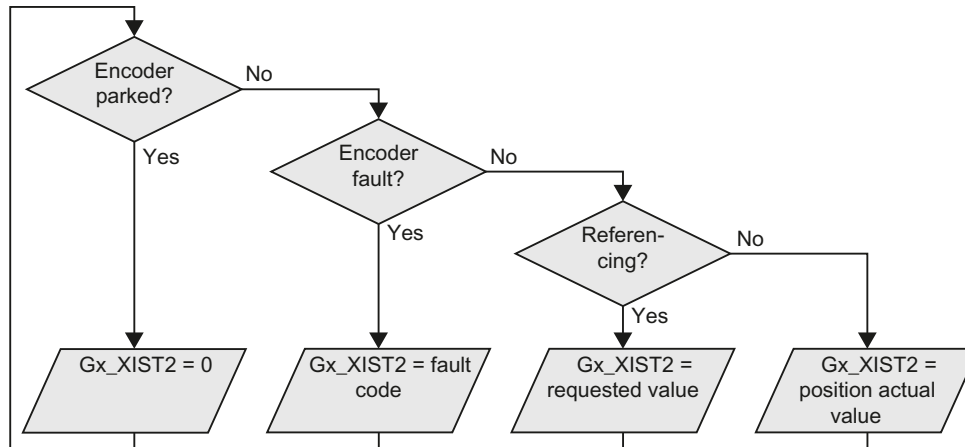 Encoder
parked?
No
Yes
Encoder
fault?
No
Yes
Referen-
cing?
No
Yes
Gx_XIST2 = 0
Gx_XIST2 = fault
code
Gx_XIST2 =
requested value
Gx_XIST2 =
position actual
value